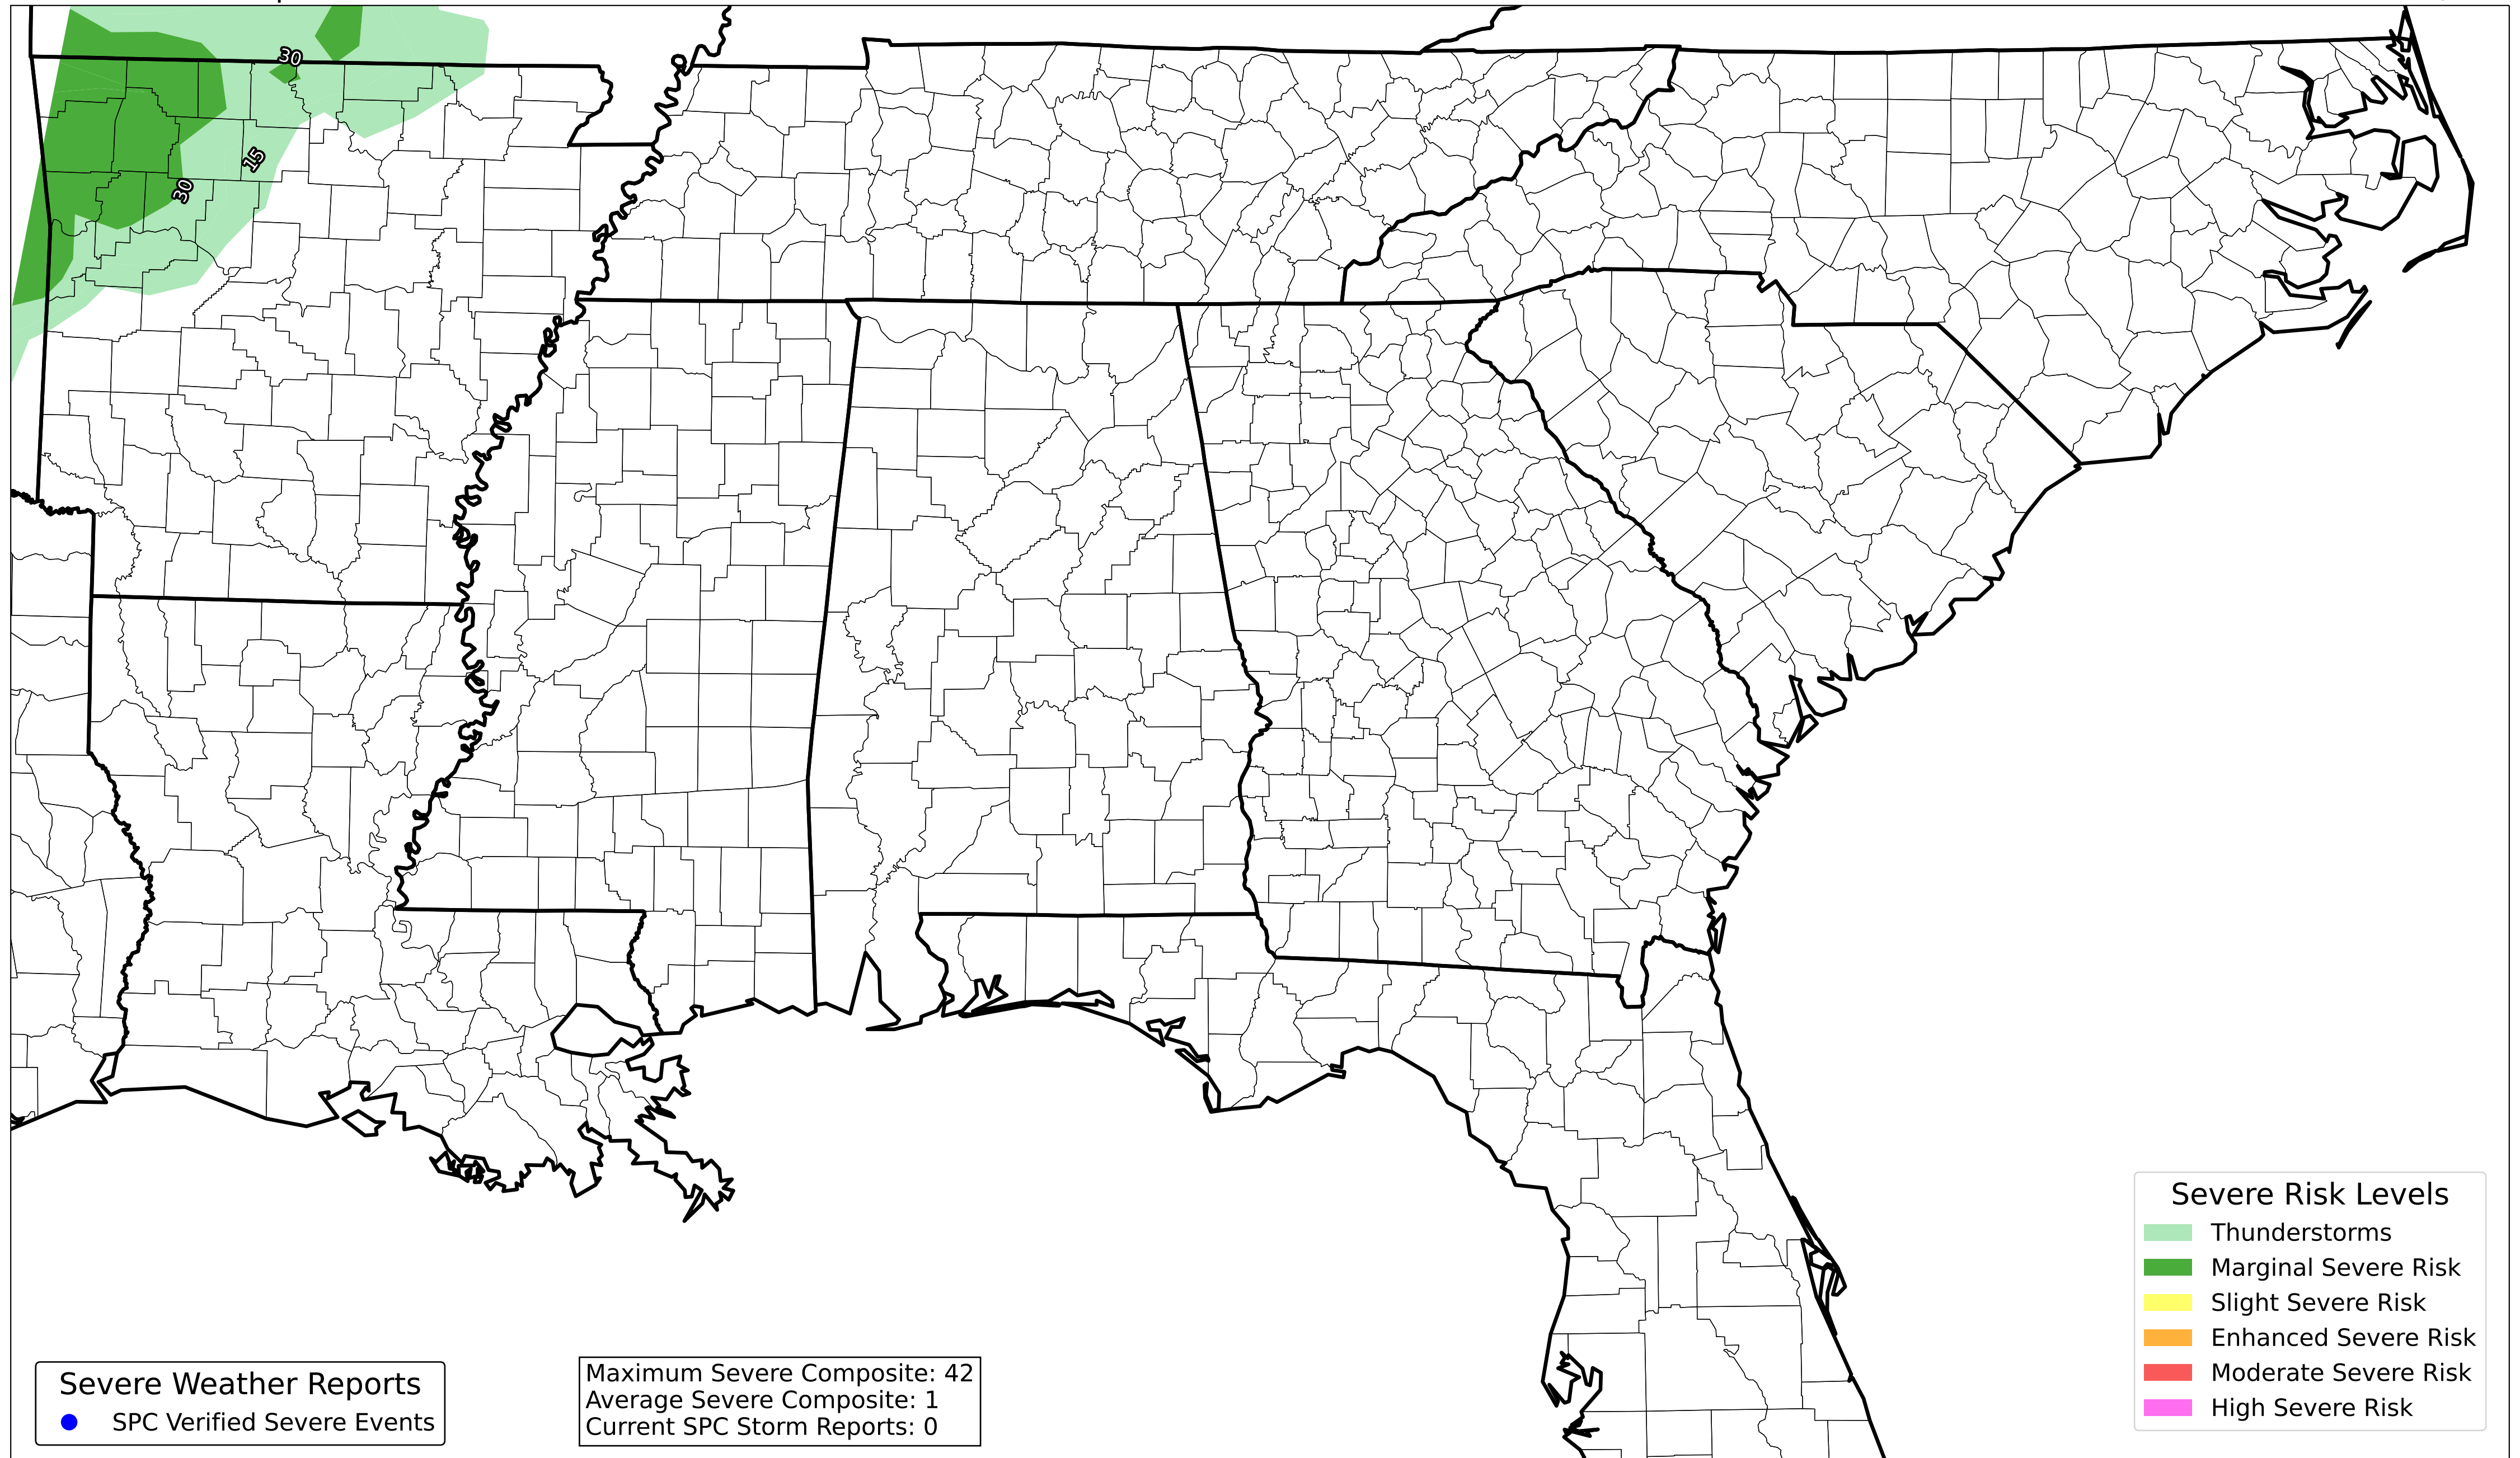 30
15
30
Severe Weather Reports
SPC Verified Severe Events
Maximum Severe Composite: 42
Average Severe Composite: 1
Current SPC Storm Reports: 0
Severe Risk Levels
Thunderstorms
Marginal Severe Risk
Slight Severe Risk
Enhanced Severe Risk
Moderate Severe Risk
High Severe Risk